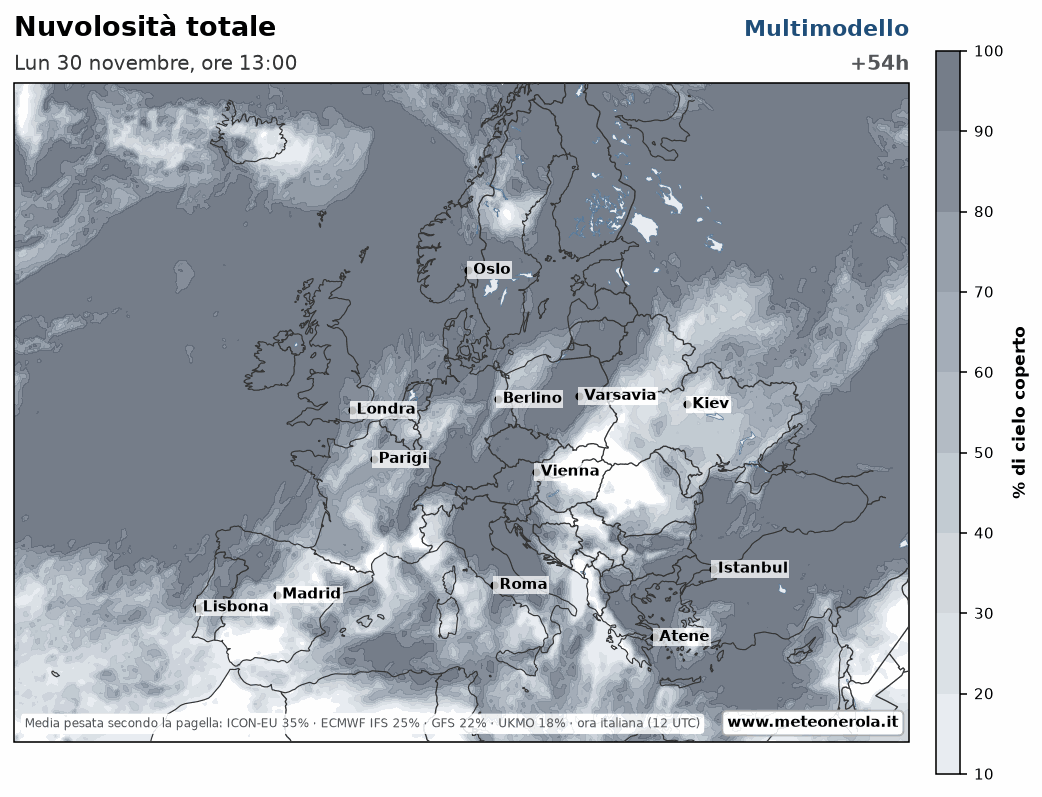 Nuvolosità totale
Multimodello
Lun 30 novembre, ore 13:00
+54h
100
90
80
70
60
50
40
30
20
10
% di cielo coperto
Oslo
Berlino
Varsavia
Kiev
Londra
Parigi
Vienna
Istanbul
Roma
Madrid
Lisbona
Atene
Media pesata secondo la pagella: ICON-EU 35% · ECMWF IFS 25% · GFS 22% · UKMO 18% · ora italiana (12 UTC)
www.meteonerola.it